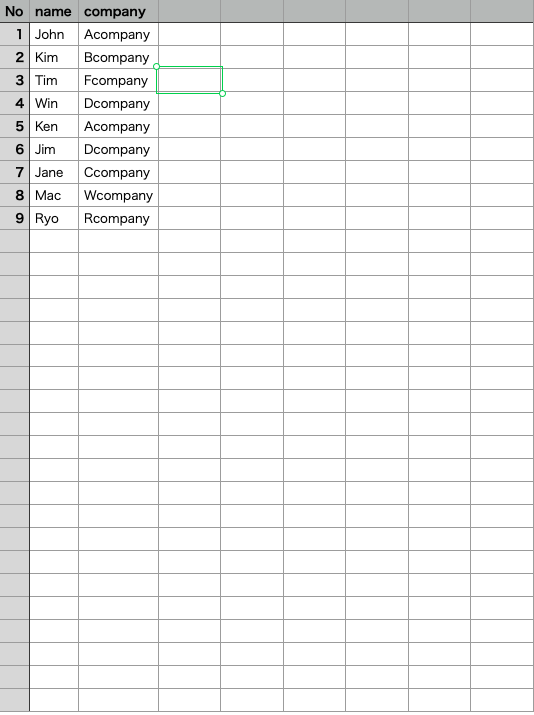 No name company
1 John Acompany
2 Kim Bcompany
3 Tim Fcompany
4 Win Dcompany
5 Ken Acompany
6 Jim Dcompany
7 Jane Ccompany
8 Mac Wcompany
9 Ryo Rcompany